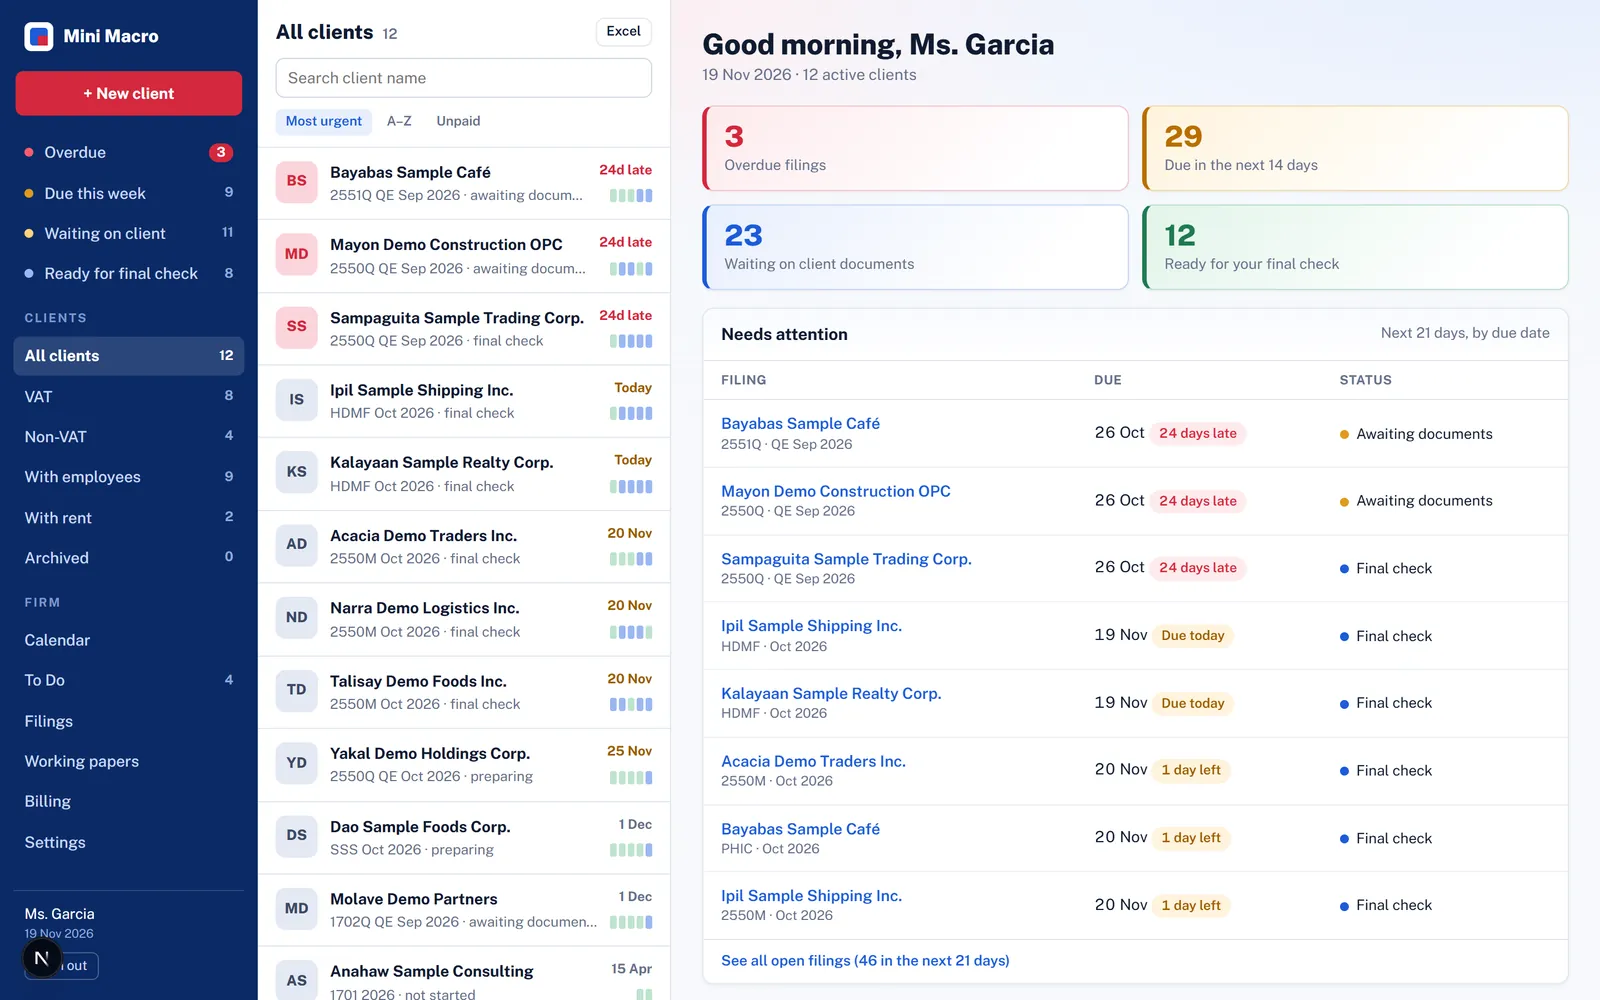 Mini Macro
+ New client
Overdue 3
Due this week 9
Waiting on client 11
Ready for final check 8
CLIENTS
All clients 12
VAT 8
Non-VAT 4
With employees 9
With rent 2
Archived 0
FIRM
Calendar
To Do 4
Filings
Working papers
Billing
Settings
Ms. Garcia
19 Nov 2026
N
out
All clients 12
Excel
Search client name
Most urgent A–Z Unpaid
BS
Bayabas Sample Café 24d late
2551Q QE Sep 2026 · awaiting docum...
MD
Mayon Demo Construction OPC 24d late
2550Q QE Sep 2026 · awaiting docum...
SS
Sampaguita Sample Trading Corp. 24d late
2550Q QE Sep 2026 · final check
IS
Ipil Sample Shipping Inc. Today
HDMF Oct 2026 · final check
KS
Kalayaan Sample Realty Corp. Today
HDMF Oct 2026 · final check
AD
Acacia Demo Traders Inc. 20 Nov
2550M Oct 2026 · final check
ND
Narra Demo Logistics Inc. 20 Nov
2550M Oct 2026 · final check
TD
Talisay Demo Foods Inc. 20 Nov
2550M Oct 2026 · final check
YD
Yakal Demo Holdings Corp. 25 Nov
2550Q QE Oct 2026 · preparing
DS
Dao Sample Foods Corp. 1 Dec
SSS Oct 2026 · preparing
MD
Molave Demo Partners 1 Dec
1702Q QE Sep 2026 · awaiting documen...
AS
Anahaw Sample Consulting 15 Apr
1701 2026 · not started
Good morning, Ms. Garcia
19 Nov 2026 · 12 active clients
3
Overdue filings
29
Due in the next 14 days
23
Waiting on client documents
12
Ready for your final check
Needs attention Next 21 days, by due date
FILING DUE STATUS
Bayabas Sample Café
2551Q · QE Sep 2026
26 Oct 24 days late Awaiting documents
Mayon Demo Construction OPC
2550Q · QE Sep 2026
26 Oct 24 days late Awaiting documents
Sampaguita Sample Trading Corp.
2550Q · QE Sep 2026
26 Oct 24 days late Final check
Ipil Sample Shipping Inc.
HDMF · Oct 2026
19 Nov Due today Final check
Kalayaan Sample Realty Corp.
HDMF · Oct 2026
19 Nov Due today Final check
Acacia Demo Traders Inc.
2550M · Oct 2026
20 Nov 1 day left Final check
Bayabas Sample Café
PHIC · Oct 2026
20 Nov 1 day left Final check
Ipil Sample Shipping Inc.
2550M · Oct 2026
20 Nov 1 day left Final check
See all open filings (46 in the next 21 days)